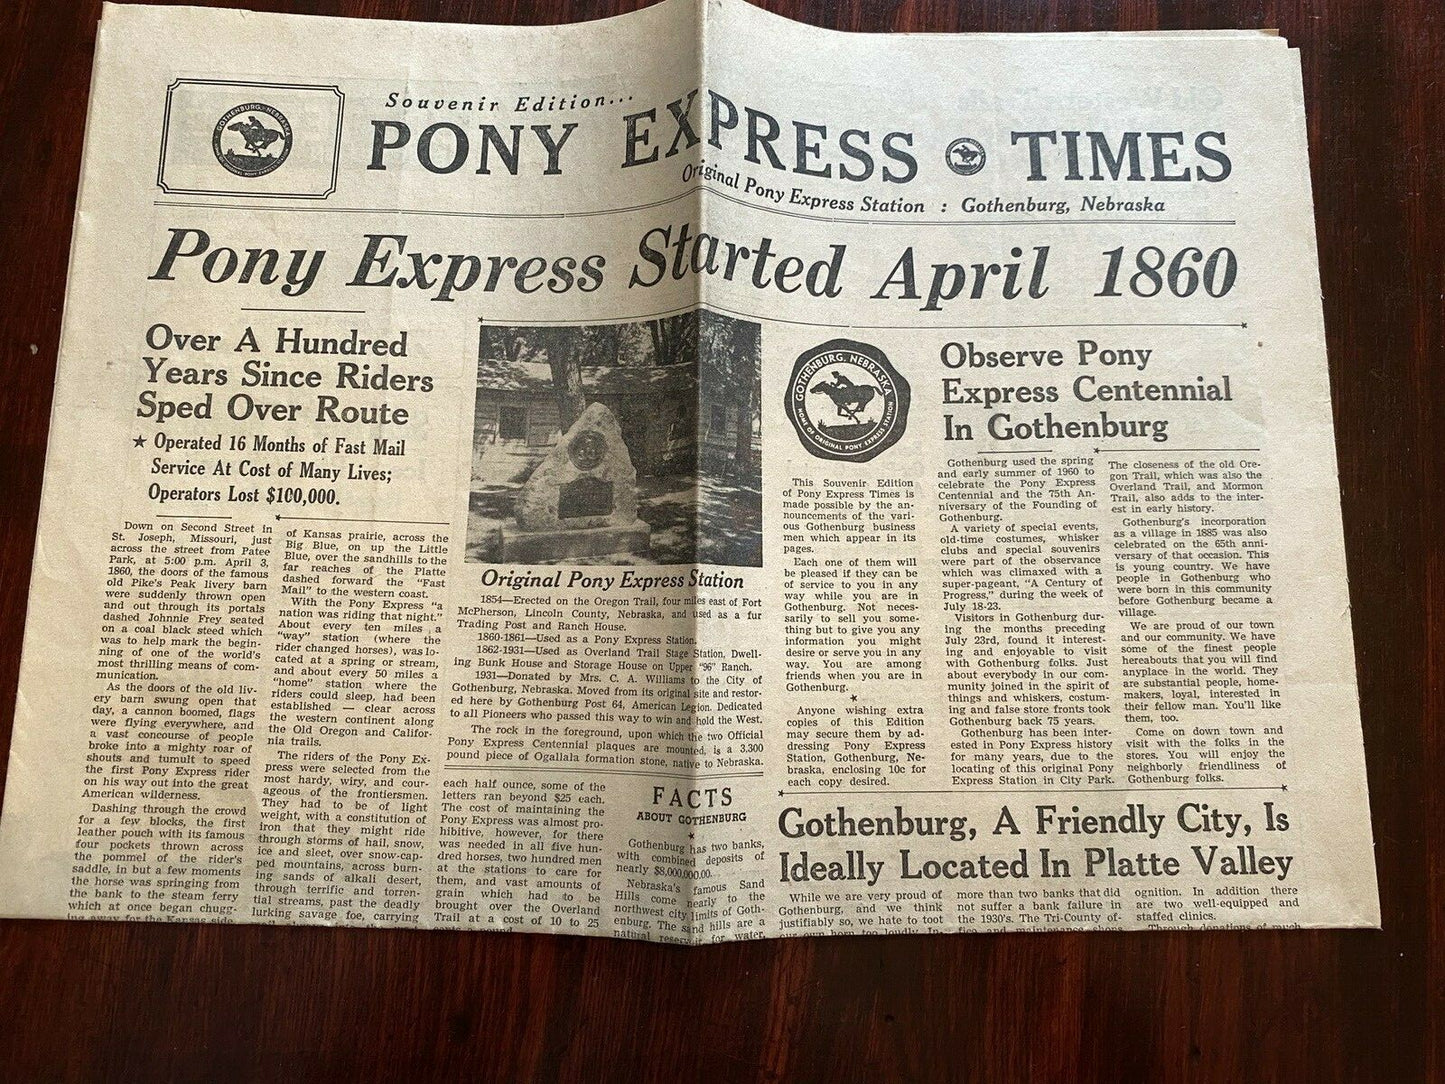 GOTHENBURG, NEBRASKA
Souvenir Edition...
PONY EXPRESS TIMES
Original Pony Express Station : Gothenburg, Nebraska
Pony Express Started April 1860
Over A Hundred
Years Since Riders
Sped Over Route
★ Operated 16 Months of Fast Mail
Service At Cost of Many Lives;
Operators Lost $100,000.
Down on Second Street in
St. Joseph, Missouri, just
across the street from Patee
Park, at 5:00 p.m. April 3,
1860, the doors of the famous
old Pike's Peak livery barn
were suddenly thrown open
and out through its portals
dashed Johnnie Frey seated
on a coal black steed which
was to help mark the begin-
ning of one of the world's
most thrilling means of com-
munication.
As the doors of the old liv-
ery barn swung open that
day, a cannon boomed, flags
were flying everywhere, and
a vast concourse of people
broke into a mighty roar of
shouts and tumult to speed
the first Pony Express rider
on his way out into the great
American wilderness.
Dashing through the crowd
for a few blocks, the first
leather pouch with its famous
four pockets thrown across
the pommel of the rider's
saddle, in but a few moments
the horse was springing from
the bank to the steam ferry
which at once began chugg-
ing away for the Kansas side
of Kansas prairie, across the
Big Blue, on up the Little
Blue, over the sandhills to the
far reaches of the Platte
dashed forward the "Fast
Mail" to the western coast.
With the Pony Express "a
nation was riding that night."
About every ten miles a
"way" station (where the
rider changed horses), was lo-
cated at a spring or stream,
and about every 50 miles a
"home" station where the
riders could sleep, had been
established — clear across
the western continent along
the Old Oregon and Califor-
nia trails.
The riders of the Pony Ex-
press were selected from the
most hardy, wiry, and cour-
ageous of the frontiersmen.
They had to be of light
weight, with a constitution of
iron that they might ride
through storms of hail, snow,
ice and sleet, over snow-cap-
ped mountains, across burn-
ing sands of alkali desert,
through terrific and torren-
tial streams, past the deadly
lurking savage foe, carrying
Original Pony Express Station
1854—Erected on the Oregon Trail, four miles east of Fort
McPherson, Lincoln County, Nebraska, and used as a fur
Trading Post and Ranch House.
1860-1861—Used as a Pony Express Station.
1862-1931—Used as Overland Trail Stage Station, Dwell-
ing Bunk House and Storage House on Upper "96" Ranch.
1931—Donated by Mrs. C. A. Williams to the City of
Gothenburg, Nebraska. Moved from its original site and restor-
ed here by Gothenburg Post 64, American Legion. Dedicated
to all Pioneers who passed this way to win and hold the West.
The rock in the foreground, upon which the two Official
Pony Express Centennial plaques are mounted, is a 3,300
pound piece of Ogallala formation stone, native to Nebraska.
each half ounce, some of the
letters ran beyond $25 each.
The cost of maintaining the
Pony Express was almost pro-
hibitive, however, for there
was needed in all five hun-
dred horses, two hundred men
at the stations to care for
them, and vast amounts of
grain which had to be
brought over the Overland
Trail at a cost of 10 to 25
cents a pound.
FACTS
ABOUT GOTHENBURG
★
Gothenburg has two banks,
with combined deposits of
nearly $8,000,000.00.
Nebraska's famous Sand
Hills come nearly to the
northwest city limits of Goth-
enburg. The sand hills are a
natural reservoir for water,
GOTHENBURG, NEBRASKA
HOME OF ORIGINAL PONY EXPRESS STATION
This Souvenir Edition
of Pony Express Times is
made possible by the an-
nouncements of the vari-
ous Gothenburg business
men which appear in its
pages.
Each one of them will
be pleased if they can be
of service to you in any
way while you are in
Gothenburg. Not neces-
sarily to sell you some-
thing but to give you any
information you might
desire or serve you in any
way. You are among
friends when you are in
Gothenburg.
★
Anyone wishing extra
copies of this Edition
may secure them by ad-
dressing Pony Express
Station, Gothenburg, Ne-
braska, enclosing 10c for
each copy desired.
Observe Pony
Express Centennial
In Gothenburg
Gothenburg used the spring
and early summer of 1960 to
celebrate the Pony Express
Centennial and the 75th An-
niversary of the Founding of
Gothenburg.
A variety of special events,
old-time costumes, whisker
clubs and special souvenirs
were part of the observance
which was climaxed with a
super-pageant, "A Century of
Progress," during the week of
July 18-23.
Visitors in Gothenburg dur-
ing the months preceding
July 23rd, found it interest-
ing and enjoyable to visit
with Gothenburg folks. Just
about everybody in our com-
munity joined in the spirit of
things and whiskers, costum-
ing and false store fronts took
Gothenburg back 75 years.
Gothenburg has been inter-
ested in Pony Express history
for many years, due to the
locating of this original Pony
Express Station in City Park.
The closeness of the old Ore-
gon Trail, which was also the
Overland Trail, and Mormon
Trail, also adds to the inter-
est in early history.
Gothenburg's incorporation
as a village in 1885 was also
celebrated on the 65th anni-
versary of that occasion. This
is young country. We have
people in Gothenburg who
were born in this community
before Gothenburg became a
village.
We are proud of our town
and our community. We have
some of the finest people
hereabouts that you will find
anyplace in the world. They
are substantial people, home-
makers, loyal, interested in
their fellow man. You'll like
them, too.
Come on down town and
visit with the folks in the
stores. You will enjoy the
neighborly friendliness of
Gothenburg folks.
Gothenburg, A Friendly City, Is
Ideally Located In Platte Valley
While we are very proud of
Gothenburg, and we think
justifiably so, we hate to toot
our own horn too loudly. In-
more than two banks that did
not suffer a bank failure in
the 1930's. The Tri-County of-
fice and maintenance shops
ognition. In addition there
are two well-equipped and
staffed clinics.
Through donations of much